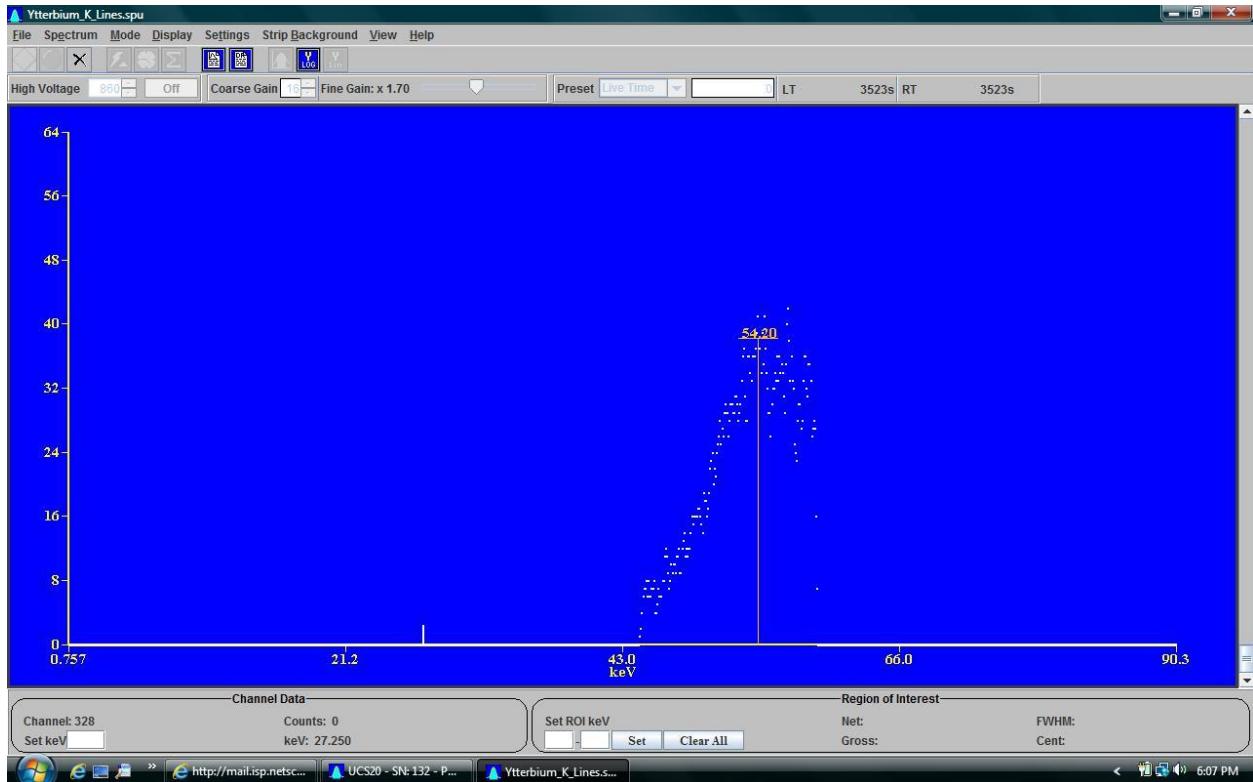 Ytterbium_K_Lines.spu
File Spectrum Mode Display Settings Strip Background View Help
High Voltage 860 Off Coarse Gain 16 Fine Gain: x 1.70 Preset Live Time 0 LT 3523s RT 3523s
64
56
48
40
54.20
32
24
16
8
0
0.757 21.2 43.0 66.0 90.3
keV
Channel Data Region of Interest
Channel: 328 Counts: 0 Set ROI keV Net: FWHM:
Set keV keV: 27.250 - Set Clear All Gross: Cent:
http://mail.isp.netsc... UCS20 - SN: 132 - P... Ytterbium_K_Lines.s... 6:07 PM